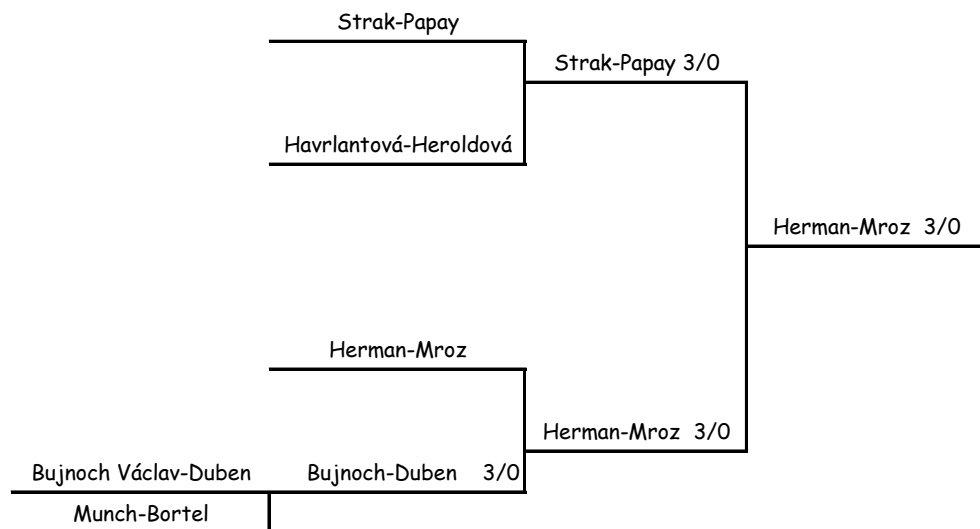 Strak-Papay
Strak-Papay 3/0
Havrlantová-Heroldová
Herman-Mroz 3/0
Herman-Mroz
Herman-Mroz 3/0
Bujnoch Václav-Duben
Bujnoch-Duben 3/0
Munch-Bortel